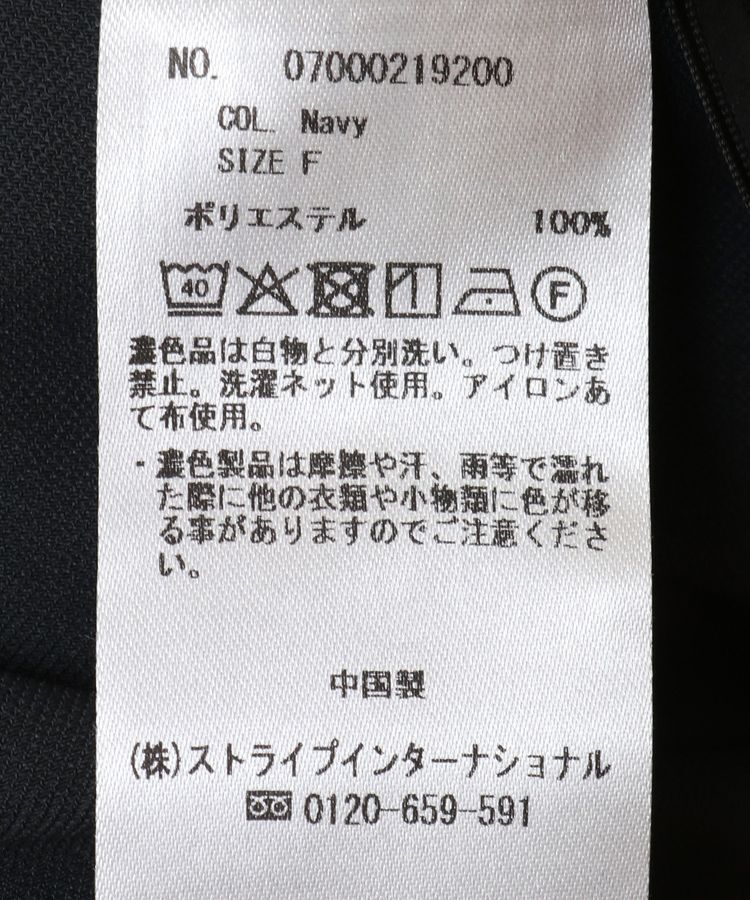 NO. 07000219200
COL. Navy
SIZE F
ポリエステル 100%
40 F
濃色品は白物と分別洗い。つけ置き
禁止。洗濯ネット使用。アイロンあ
て布使用。
・濃色製品は摩擦や汗、雨等で濡れ
た際に他の衣類や小物類に色が移
る事がありますのでご注意くださ
い。
中国製
(株)ストライプインターナショナル
0120-659-591